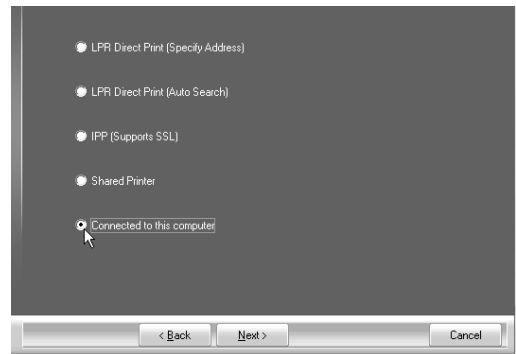 LPR Direct Print (Specify Address)
LPR Direct Print (Auto Search)
IPP (Supports SSL)
Shared Printer
Connected to this computer
< Back Next > Cancel